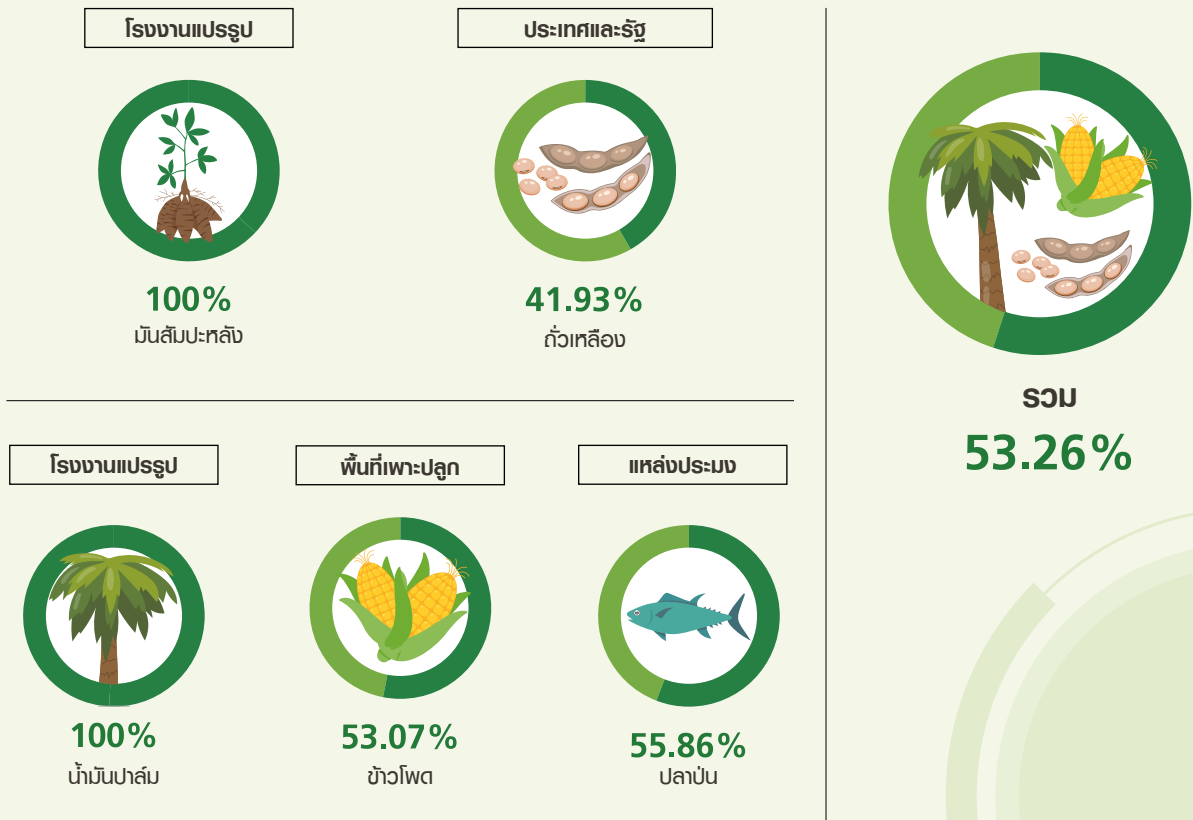 โรงงานแปรรูป
100%
มันสัมปะหลัง
ประเทศและรัฐ
41.93%
ถั่วเหลือง
โรงงานแปรรูป
100%
น้ำมันปาล์ม
พื้นที่เพาะปลูก
53.07%
ข้าวโพด
แหล่งประมง
55.86%
ปลาป่น
รวม
53.26%